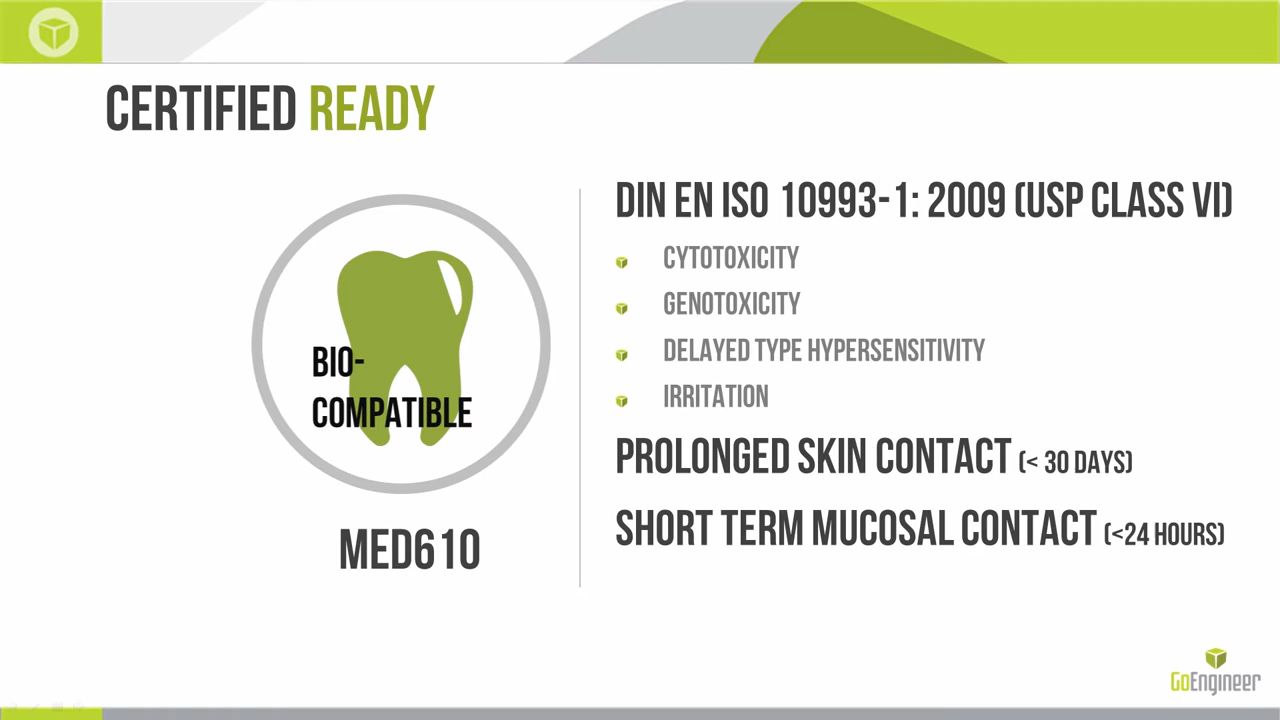 CERTIFIED READY
BIO-
COMPATIBLE
MED610
DIN EN ISO 10993-1: 2009 (USP CLASS VI)
CYTOTOXICITY
GENOTOXICITY
DELAYED TYPE HYPERSENSITIVITY
IRRITATION
PROLONGED SKIN CONTACT (< 30 DAYS)
SHORT TERM MUCOSAL CONTACT (<24 HOURS)
GoEngineer